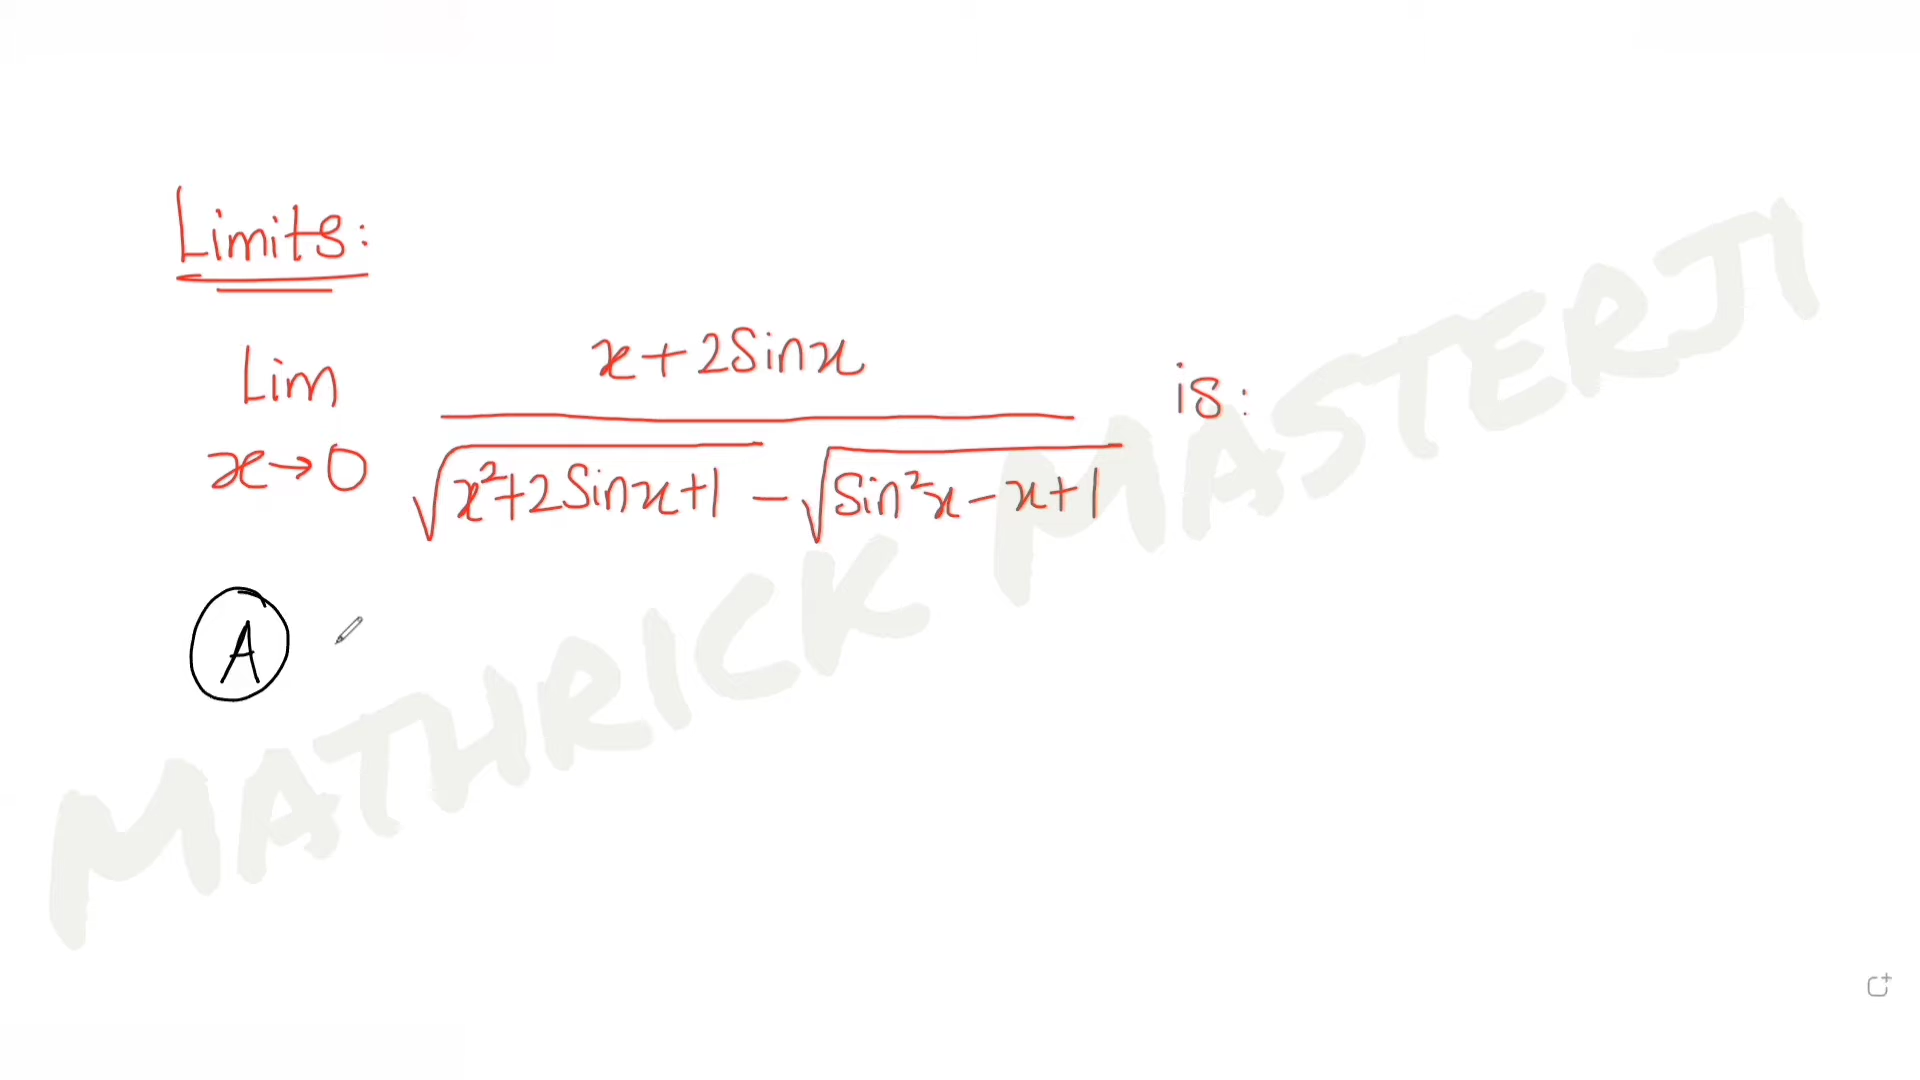 Limits:
Lim x→0 (x+2Sinx)/(√(x²+2Sinx+1) − √(Sin²x−x+1)) is:
A
MATHRICK MASTERJI